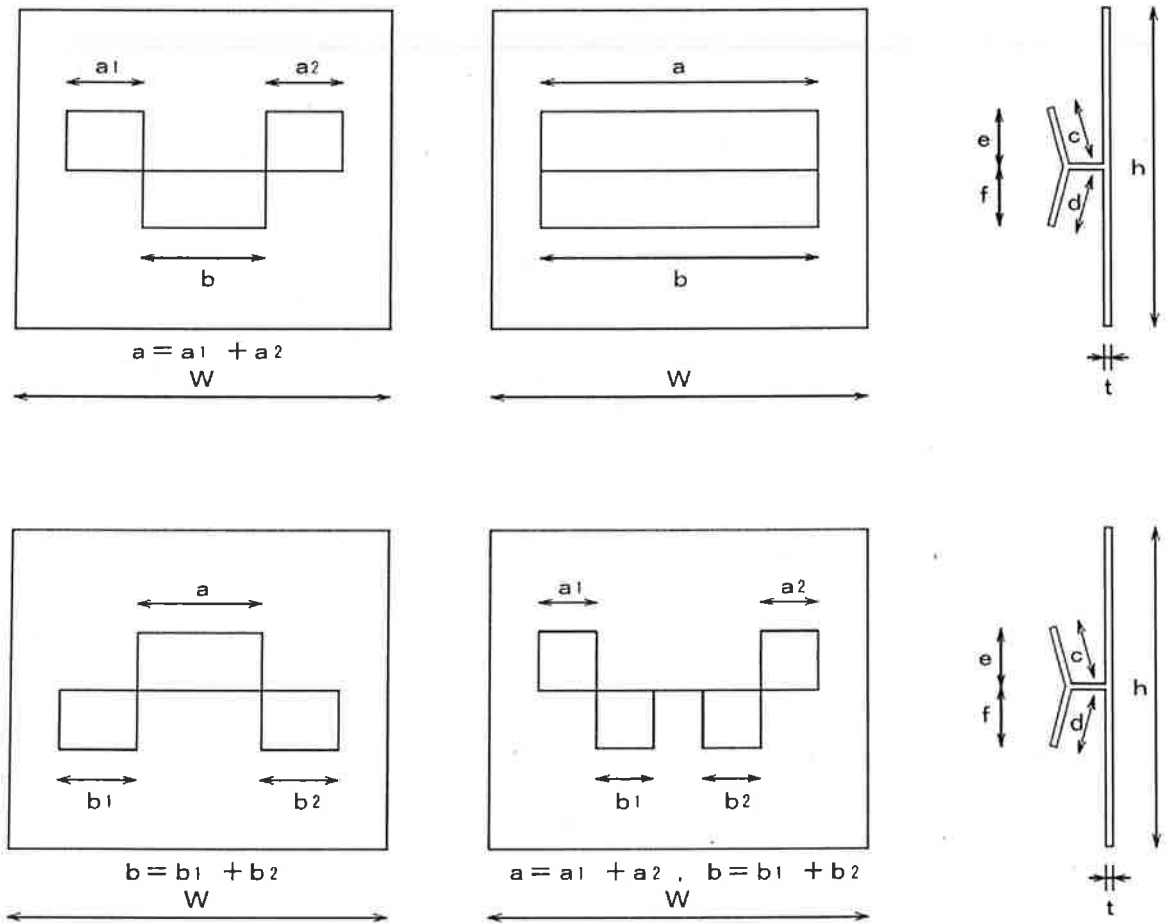 a1 a2
b
a = a1 + a2
W
a
b
W
e
f
c
d
h
t
a
b1 b2
b = b1 + b2
W
a1 a2
b1 b2
a = a1 + a2 , b = b1 + b2
W
e
f
c
d
h
t